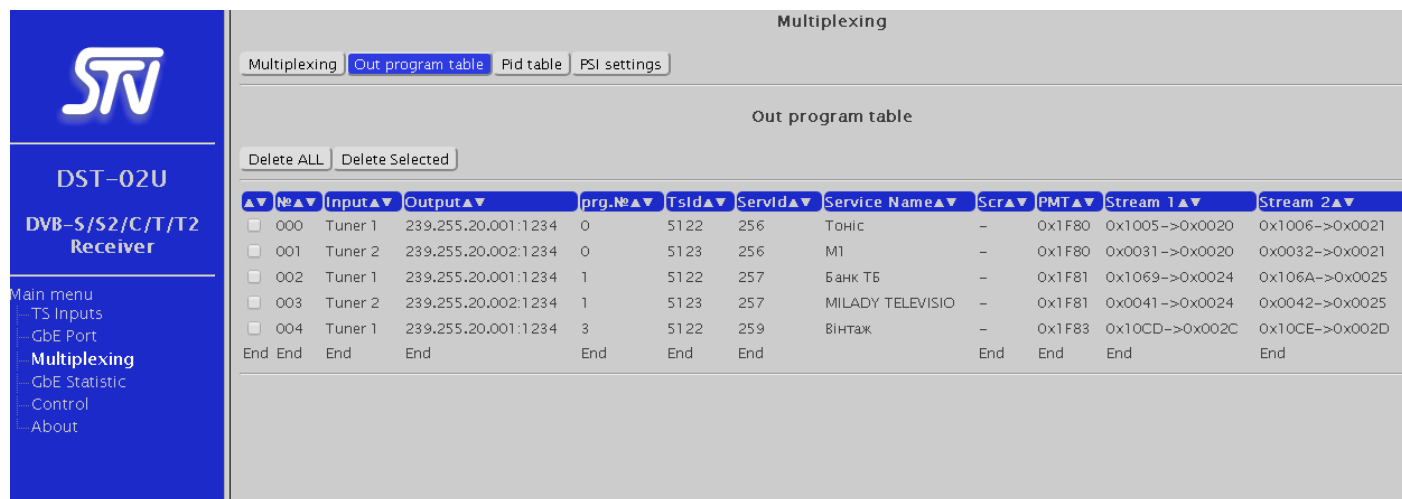 Multiplexing
STV
Multiplexing Out program table Pid table PSI settings
Out program table
Delete ALL Delete Selected
DST-02U
DVB-S/S2/C/T/T2
Receiver
Main menu
TS Inputs
GbE Port
Multiplexing
GbE Statistic
Control
About
▲▼ №▲▼ Input▲▼ Output▲▼ prg.№▲▼ TsId▲▼ ServId▲▼ Service Name▲▼ Scr▲▼ PMT▲▼ Stream 1▲▼ Stream 2▲▼
000 Tuner 1 239.255.20.001:1234 0 5122 256 Тоніс – 0x1F80 0x1005->0x0020 0x1006->0x0021
001 Tuner 2 239.255.20.002:1234 0 5123 256 M1 – 0x1F80 0x0031->0x0020 0x0032->0x0021
002 Tuner 1 239.255.20.001:1234 1 5122 257 Банк ТБ – 0x1F81 0x1069->0x0024 0x106A->0x0025
003 Tuner 2 239.255.20.002:1234 1 5123 257 MILADY TELEVISIO – 0x1F81 0x0041->0x0024 0x0042->0x0025
004 Tuner 1 239.255.20.001:1234 3 5122 259 Вінтаж – 0x1F83 0x10CD->0x002C 0x10CE->0x002D
End End End End End End End End End End End